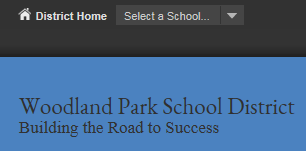 District Home Select a School...
Woodland Park School District
Building the Road to Success